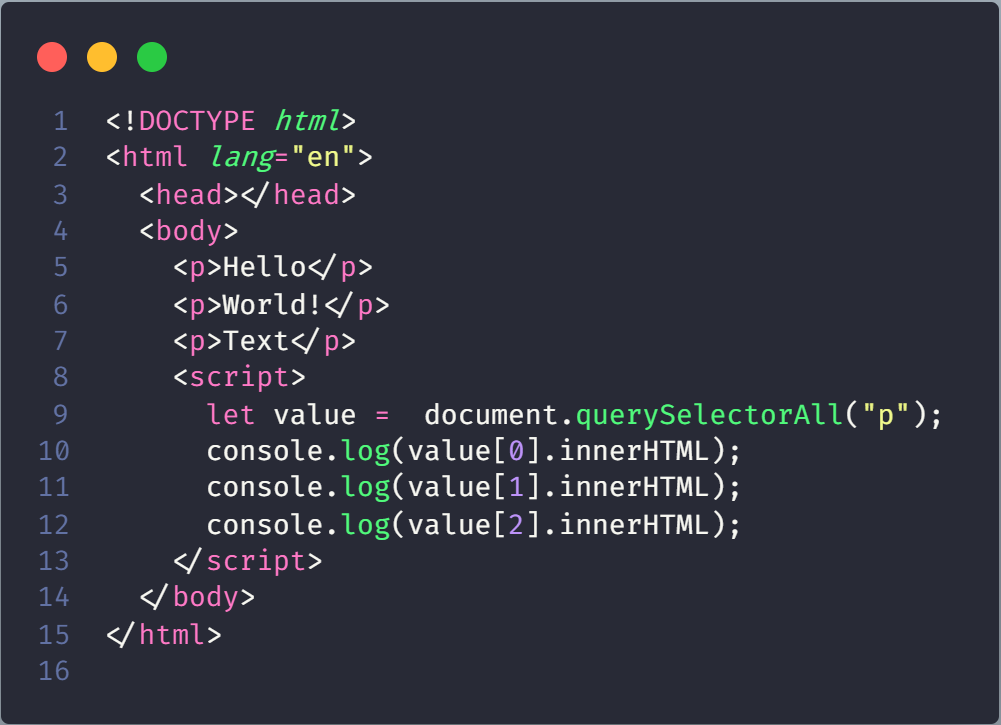 1 <!DOCTYPE html>
2 <html lang="en">
3   <head></head>
4   <body>
5     <p>Hello</p>
6     <p>World!</p>
7     <p>Text</p>
8     <script>
9       let value =  document.querySelectorAll("p");
10       console.log(value[0].innerHTML);
11       console.log(value[1].innerHTML);
12       console.log(value[2].innerHTML);
13     </script>
14   </body>
15 </html>
16